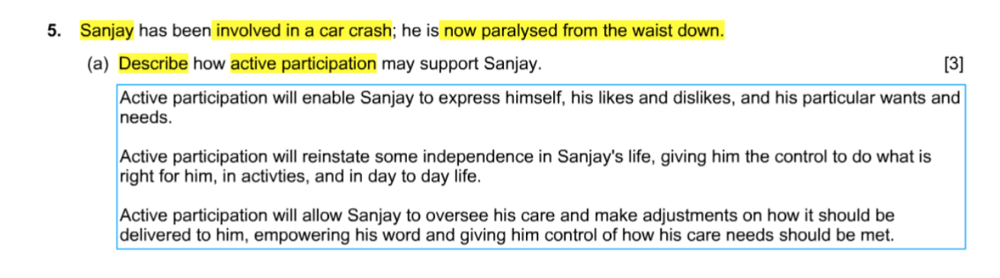 5. Sanjay has been involved in a car crash; he is now paralysed from the waist down.
(a) Describe how active participation may support Sanjay. [3]
Active participation will enable Sanjay to express himself, his likes and dislikes, and his particular wants and
needs.
Active participation will reinstate some independence in Sanjay's life, giving him the control to do what is
right for him, in activties, and in day to day life.
Active participation will allow Sanjay to oversee his care and make adjustments on how it should be
delivered to him, empowering his word and giving him control of how his care needs should be met.